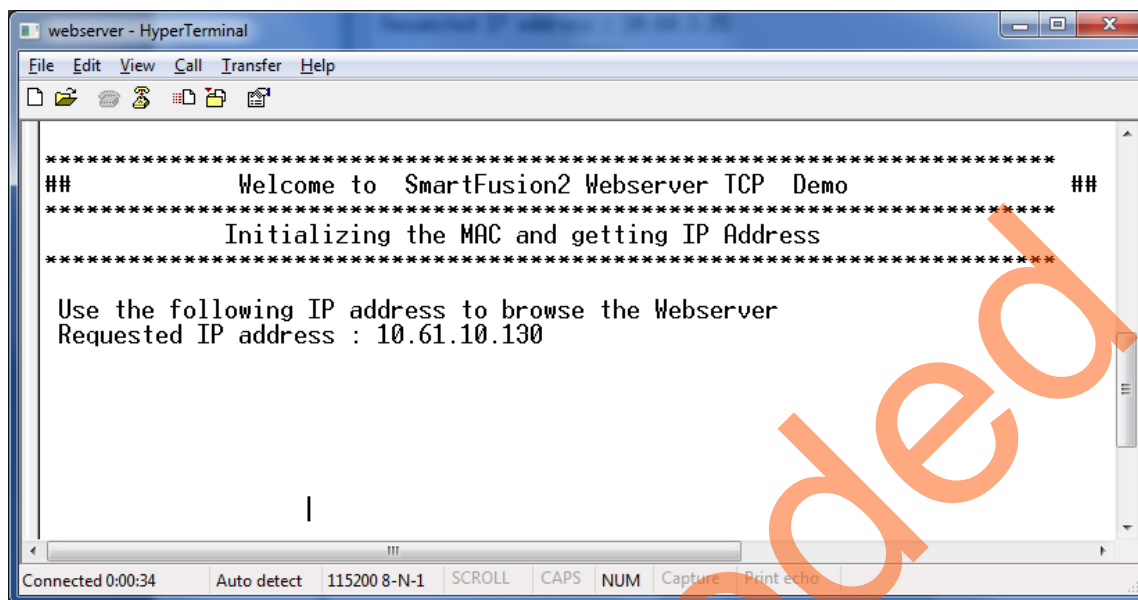 webserver - HyperTerminal
File Edit View Call Transfer Help
*************************************************************************
## Welcome to SmartFusion2 Webserver TCP Demo ##
*************************************************************************
Initializing the MAC and getting IP Address
*************************************************************************
Use the following IP address to browse the Webserver
Requested IP address : 10.61.10.130
Connected 0:00:34 Auto detect 115200 8-N-1 SCROLL CAPS NUM Capture Print echo
ded